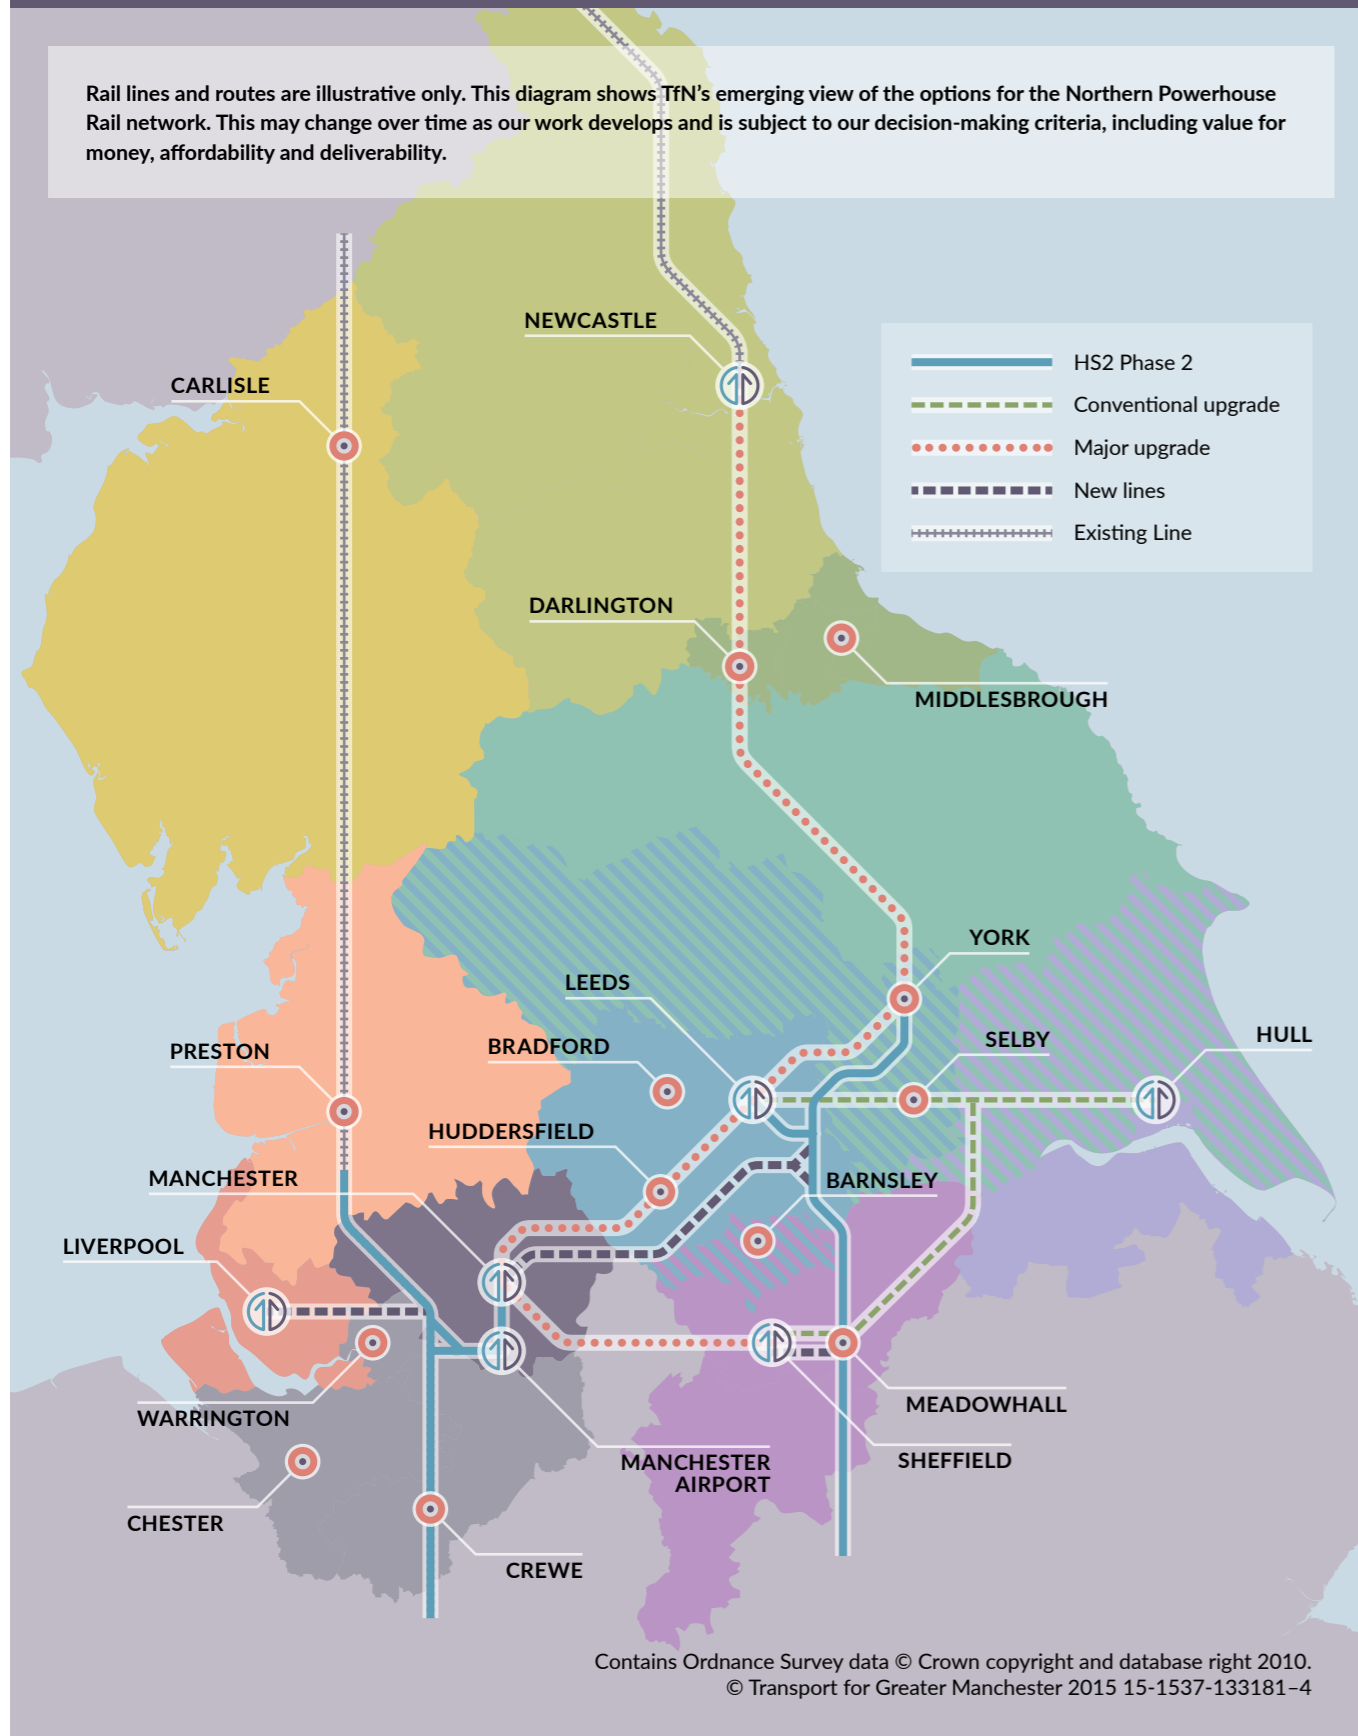 Rail lines and routes are illustrative only. This diagram shows TfN’s emerging view of the options for the Northern Powerhouse
Rail network. This may change over time as our work develops and is subject to our decision-making criteria, including value for
money, affordability and deliverability.
NEWCASTLE
HS2 Phase 2
CARLISLE
Conventional upgrade
Major upgrade
New lines
Existing Line
DARLINGTON
MIDDLESBROUGH
YORK
LEEDS
HULL
SELBY
BRADFORD
PRESTON
HUDDERSFIELD
MANCHESTER
BARNSLEY
LIVERPOOL
MEADOWHALL
WARRINGTON
SHEFFIELD
MANCHESTER
AIRPORT
CHESTER
CREWE
Contains Ordnance Survey data © Crown copyright and database right 2010.
© Transport for Greater Manchester 2015 15-1537-133181–4